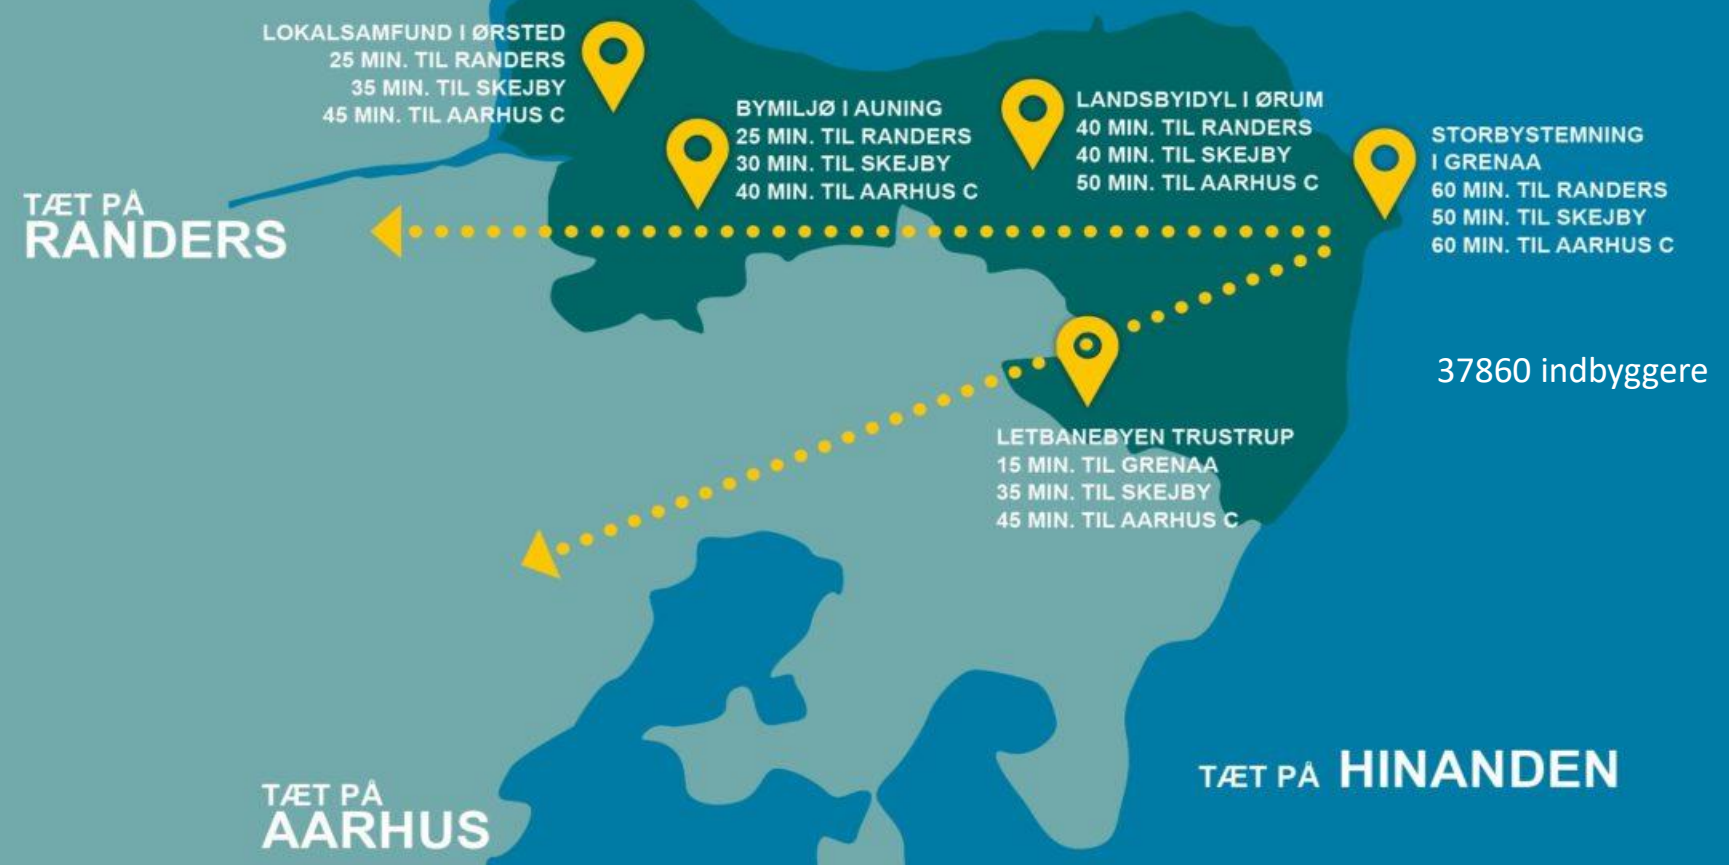 LOKALSAMFUND I ØRSTED
25 MIN. TIL RANDERS
35 MIN. TIL SKEJBY
45 MIN. TIL AARHUS C
BYMILJØ I AUNING
25 MIN. TIL RANDERS
30 MIN. TIL SKEJBY
40 MIN. TIL AARHUS C
LANDSBYIDYL I ØRUM
40 MIN. TIL RANDERS
40 MIN. TIL SKEJBY
50 MIN. TIL AARHUS C
STORBYSTEMNING
I GRENAA
60 MIN. TIL RANDERS
50 MIN. TIL SKEJBY
60 MIN. TIL AARHUS C
TÆT PÅ
RANDERS
37860 indbyggere
LETBANEBYEN TRUSTRUP
15 MIN. TIL GRENAA
35 MIN. TIL SKEJBY
45 MIN. TIL AARHUS C
TÆT PÅ HINANDEN
TÆT PÅ
AARHUS